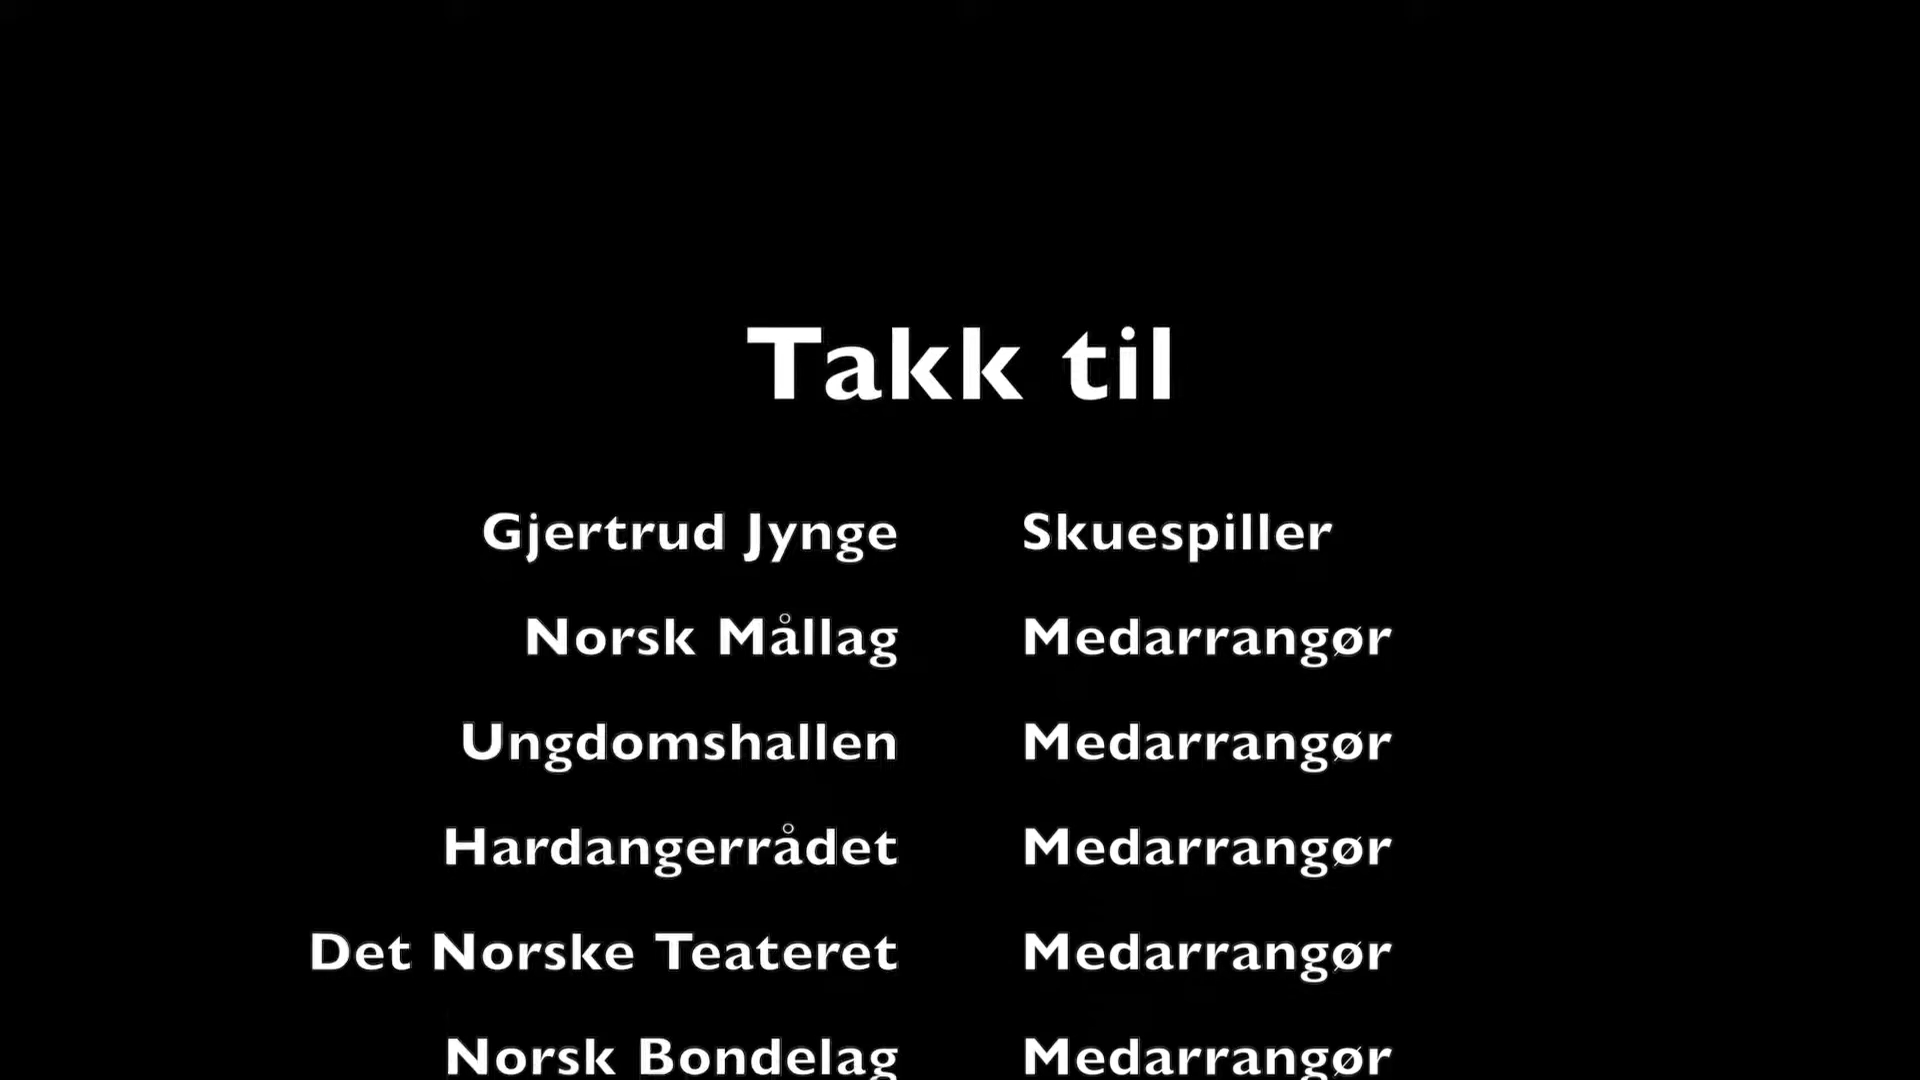 Takk til
Gjertrud Jynge Skuespiller
Norsk Mållag Medarrangør
Ungdomshallen Medarrangør
Hardangerrådet Medarrangør
Det Norske Teateret Medarrangør
Norsk Bondelag Medarrangør